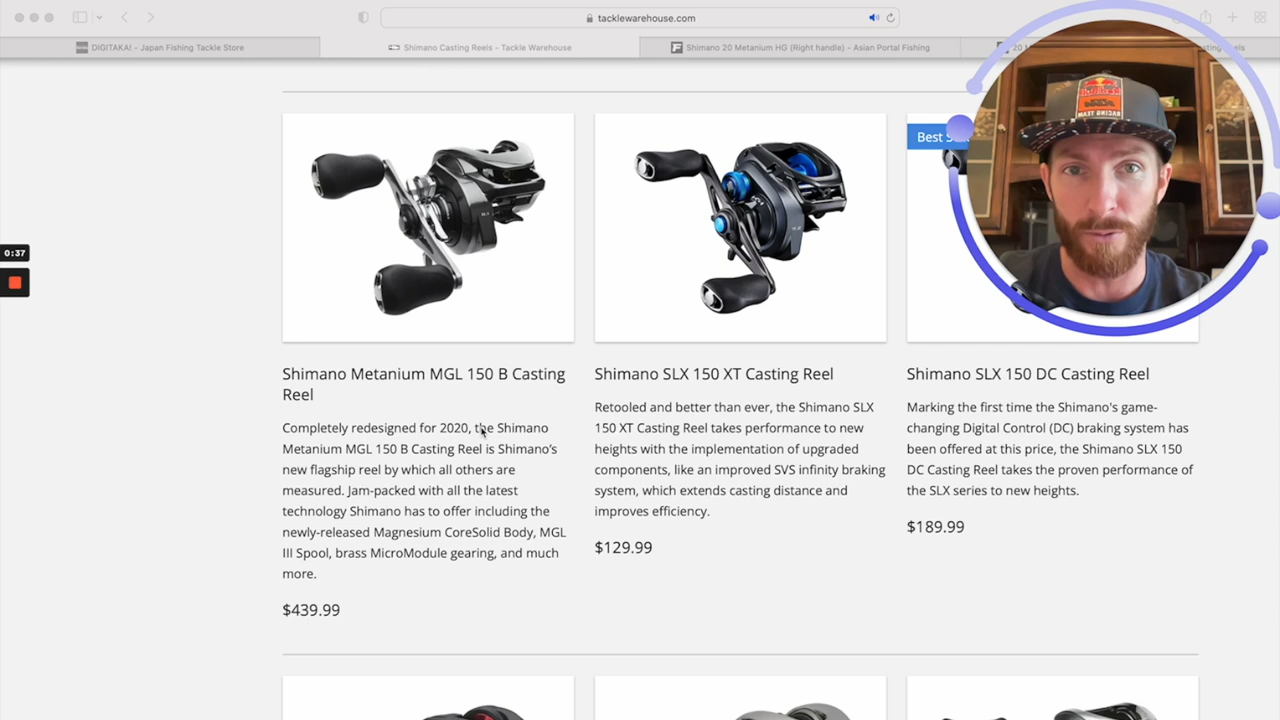 tacklewarehouse.com
DIGITAKA! - Japan Fishing Tackle Store
Shimano Casting Reels - Tackle Warehouse
Shimano 20 Metanium HG (Right handle) - Asian Portal Fishing
0:37
Best
Shimano Metanium MGL 150 B Casting
Reel
Completely redesigned for 2020, the Shimano
Metanium MGL 150 B Casting Reel is Shimano's
new flagship reel by which all others are
measured. Jam-packed with all the latest
technology Shimano has to offer including the
newly-released Magnesium CoreSolid Body, MGL
III Spool, brass MicroModule gearing, and much
more.
$439.99
Shimano SLX 150 XT Casting Reel
Retooled and better than ever, the Shimano SLX
150 XT Casting Reel takes performance to new
heights with the implementation of upgraded
components, like an improved SVS infinity braking
system, which extends casting distance and
improves efficiency.
$129.99
Shimano SLX 150 DC Casting Reel
Marking the first time the Shimano's game-
changing Digital Control (DC) braking system has
been offered at this price, the Shimano SLX 150
DC Casting Reel takes the proven performance of
the SLX series to new heights.
$189.99